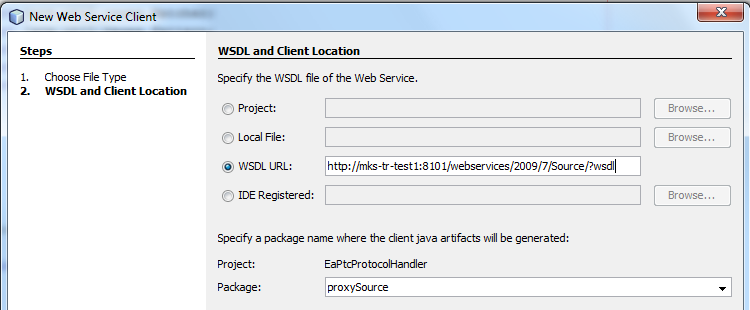 New Web Service Client
Steps
1. Choose File Type
2. WSDL and Client Location
WSDL and Client Location
Specify the WSDL file of the Web Service.
Project: Browse...
Local File: Browse...
WSDL URL: http://mks-tr-test1:8101/webservices/2009/7/Source/?wsdl
IDE Registered: Browse...
Specify a package name where the client java artifacts will be generated:
Project: EaPtcProtocolHandler
Package: proxySource